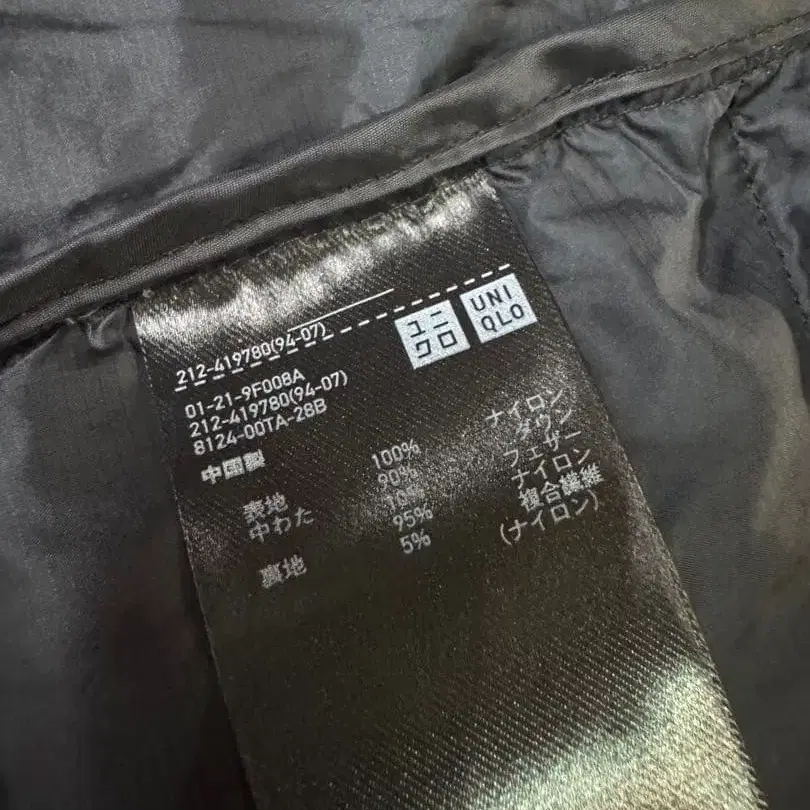 212-419780(94-07)
ユニ
クロ
UNI
QLO
01-21-9F008A
212-419780(94-07)
8124-00TA-28B
中国製
表地 100% ナイロン
中わた 90% ダウン
10% フェザー
裏地 95% ナイロン
5% 複合繊維
(ナイロン)